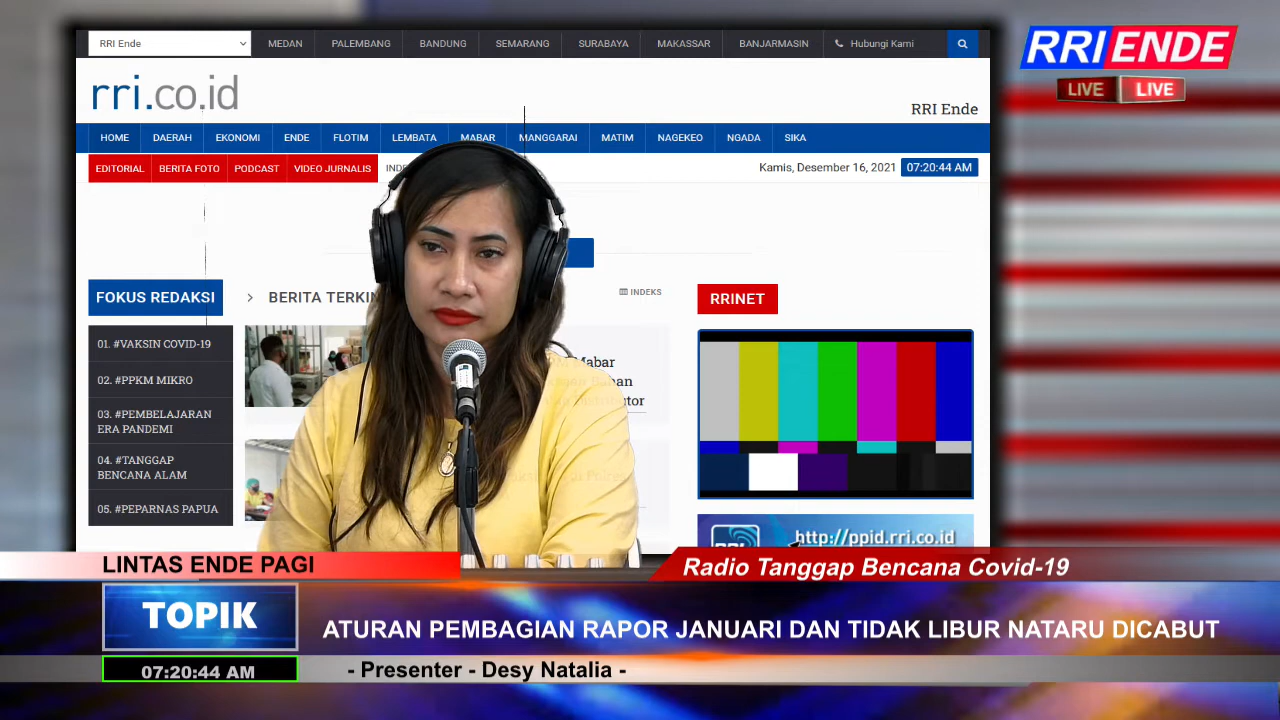 RRI Ende
MEDAN
PALEMBANG
BANDUNG
SEMARANG
SURABAYA
MAKASSAR
BANJARMASIN
Hubungi Kami
RRI ENDE
LIVE LIVE
rri.co.id
RRI Ende
HOME
DAERAH
EKONOMI
ENDE
FLOTIM
LEMBATA
MABAR
MANGGARAI
MATIM
NAGEKEO
NGADA
SIKA
EDITORIAL
BERITA FOTO
PODCAST
VIDEO JURNALIS
Kamis, Desember 16, 2021
07:20:44 AM
FOKUS REDAKSI
BERITA TERKIN
INDEKS
RRINET
01. #VAKSIN COVID-19
02. #PPKM MIKRO
03. #PEMBELAJARAN
ERA PANDEMI
04. #TANGGAP
BENCANA ALAM
05. #PEPARNAS PAPUA
Mabar
http://ppid.rri.co.id
LINTAS ENDE PAGI
Radio Tanggap Bencana Covid-19
TOPIK
ATURAN PEMBAGIAN RAPOR JANUARI DAN TIDAK LIBUR NATARU DICABUT
07:20:44 AM
- Presenter - Desy Natalia -